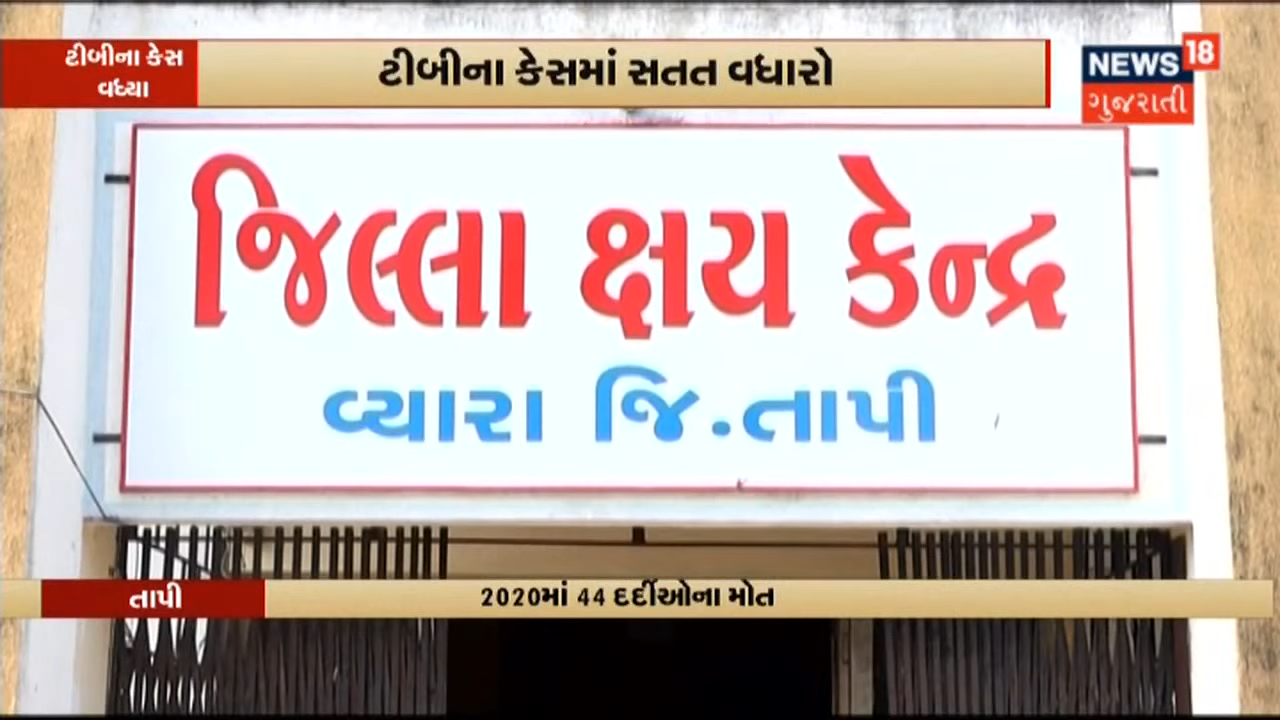 ટીબીના કેસ
વધ્યા
ટીબીના કેસમાં સતત વધારો
NEWS 18
ગુજરાતી
જિલ્લા ક્ષય કેન્દ્ર
વ્યારા જિ.તાપી
તાપી
2020માં 44 દર્દીઓના મોત